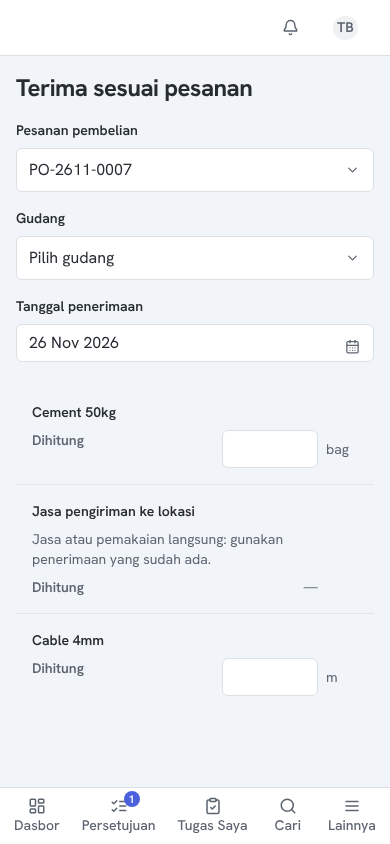 TB
Terima sesuai pesanan
Pesanan pembelian
PO-2611-0007
Gudang
Pilih gudang
Tanggal penerimaan
26 Nov 2026
Cement 50kg
Dihitung
bag
Jasa pengiriman ke lokasi
Jasa atau pemakaian langsung: gunakan
penerimaan yang sudah ada.
Dihitung —
Cable 4mm
Dihitung
m
1
Dasbor Persetujuan Tugas Saya Cari Lainnya